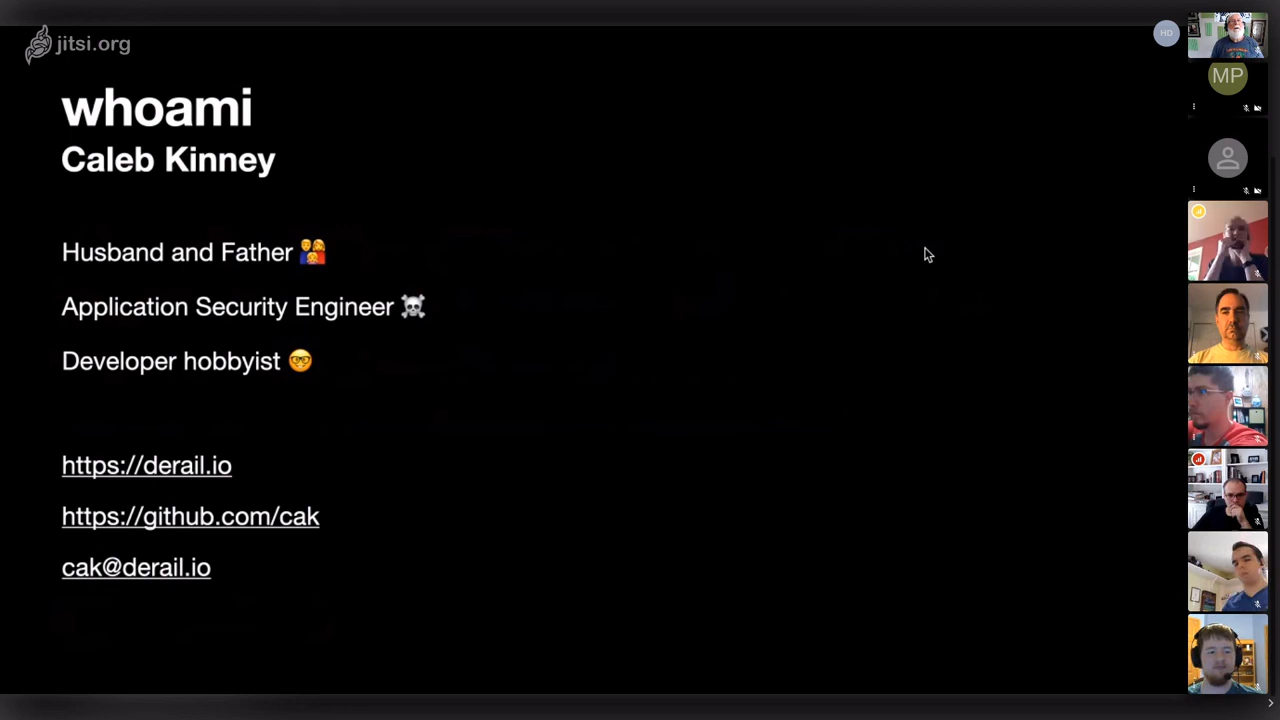 jitsi.org
HD
MP
whoami
Caleb Kinney
Husband and Father 👨‍👩‍👦
Application Security Engineer ☠️
Developer hobbyist 🤓
https://derail.io
https://github.com/cak
cak@derail.io